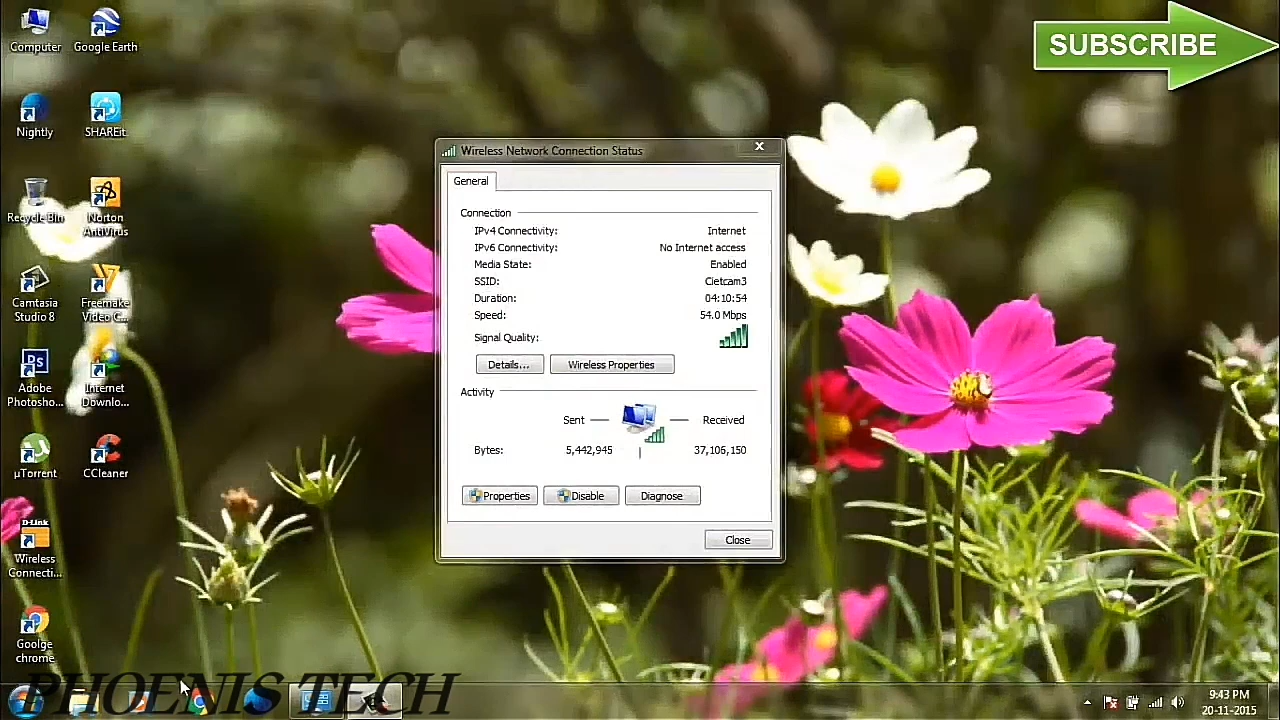 Computer
Google Earth
SUBSCRIBE
Nightly
SHAREit
Recycle Bin
Norton
AntiVirus
Camtasia
Studio 8
Freemake
Video C...
Adobe
Photosho...
Internet
Downlo...
µTorrent
CCleaner
D-Link
Wireless
Connecti...
Goolge
chrome
Wireless Network Connection Status
General
Connection
IPv4 Connectivity: Internet
IPv6 Connectivity: No Internet access
Media State: Enabled
SSID: Cietcam3
Duration: 04:10:54
Speed: 54.0 Mbps
Signal Quality:
Details... Wireless Properties
Activity
Sent Received
Bytes: 5,442,945 37,106,150
Properties Disable Diagnose
Close
PHOENIS TECH
9:43 PM
20-11-2015